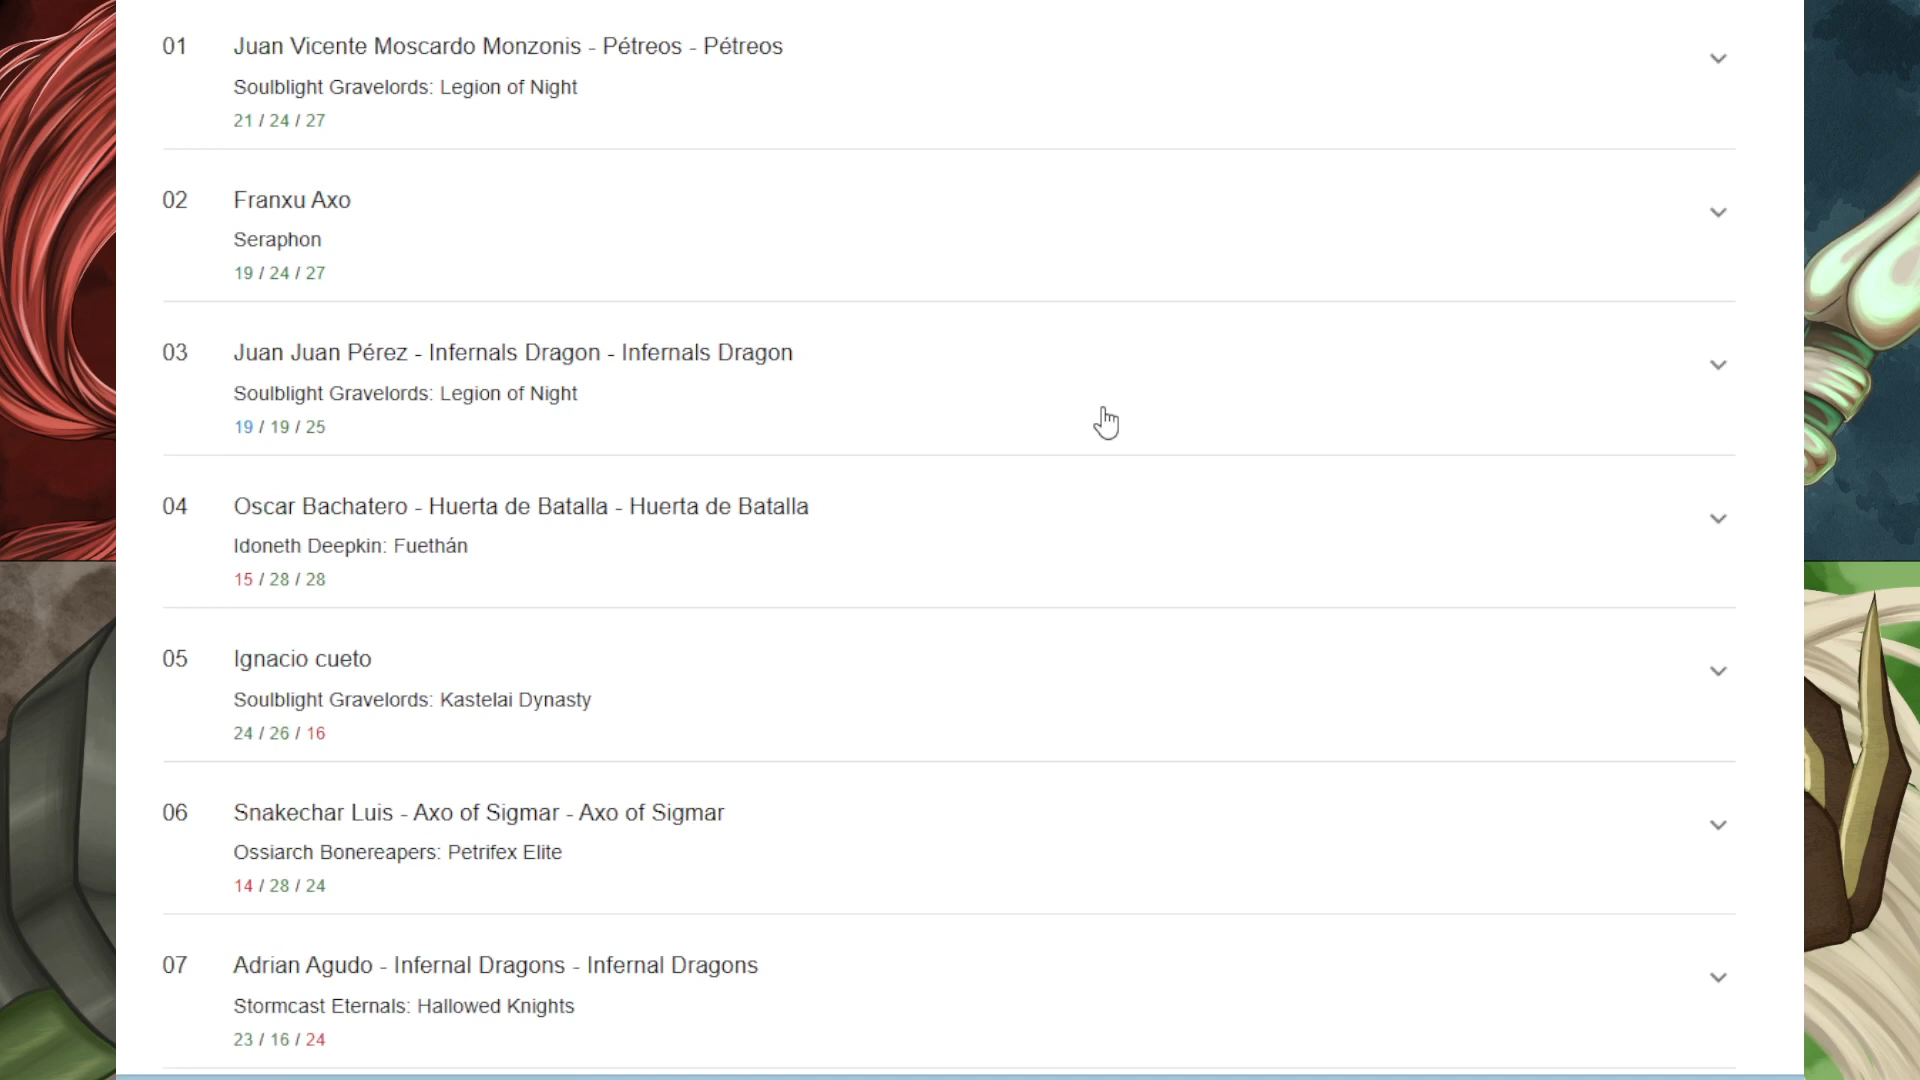 01
Juan Vicente Moscardo Monzonis - Pétreos - Pétreos
Soulblight Gravelords: Legion of Night
21 / 24 / 27
02
Franxu Axo
Seraphon
19 / 24 / 27
03
Juan Juan Pérez - Infernals Dragon - Infernals Dragon
Soulblight Gravelords: Legion of Night
19 / 19 / 25
04
Oscar Bachatero - Huerta de Batalla - Huerta de Batalla
Idoneth Deepkin: Fuethán
15 / 28 / 28
05
Ignacio cueto
Soulblight Gravelords: Kastelai Dynasty
24 / 26 / 16
06
Snakechar Luis - Axo of Sigmar - Axo of Sigmar
Ossiarch Bonereapers: Petrifex Elite
14 / 28 / 24
07
Adrian Agudo - Infernal Dragons - Infernal Dragons
Stormcast Eternals: Hallowed Knights
23 / 16 / 24